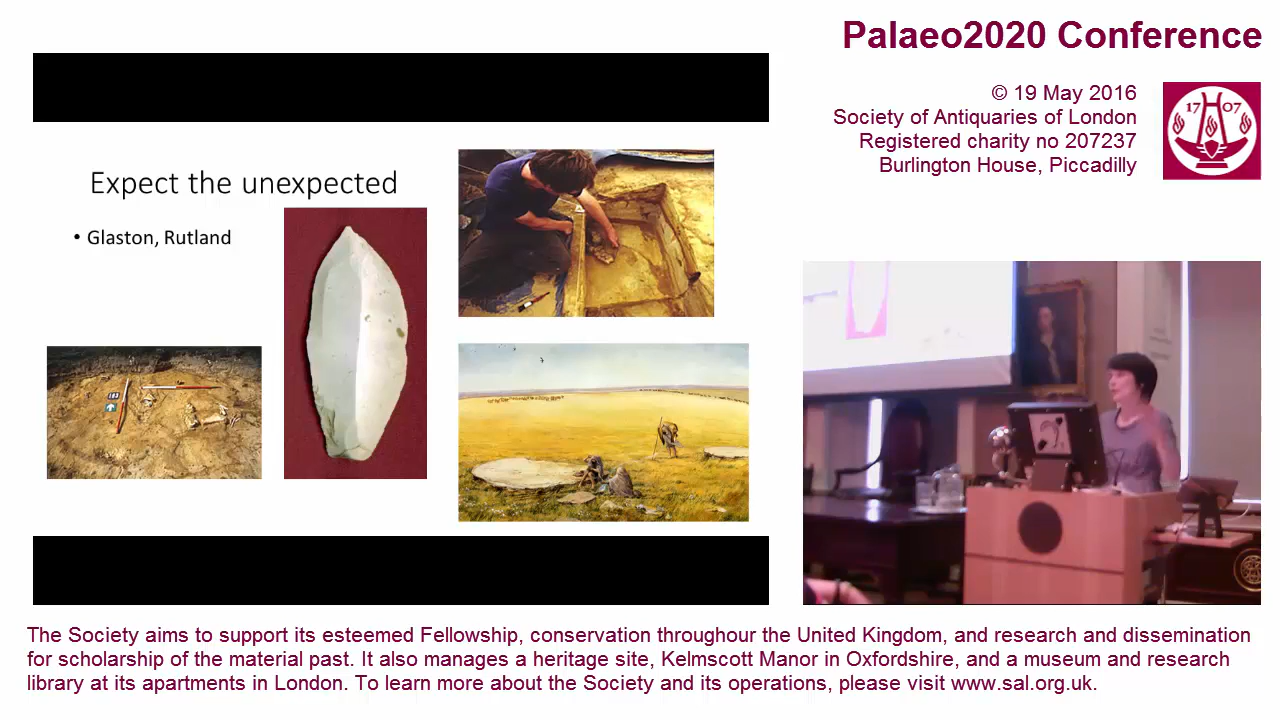 Palaeo2020 Conference
© 19 May 2016
Society of Antiquaries of London
Registered charity no 207237
Burlington House, Piccadilly
17 07
Expect the unexpected
• Glaston, Rutland
103
The Society aims to support its esteemed Fellowship, conservation throughour the United Kingdom, and research and dissemination
for scholarship of the material past. It also manages a heritage site, Kelmscott Manor in Oxfordshire, and a museum and research
library at its apartments in London. To learn more about the Society and its operations, please visit www.sal.org.uk.